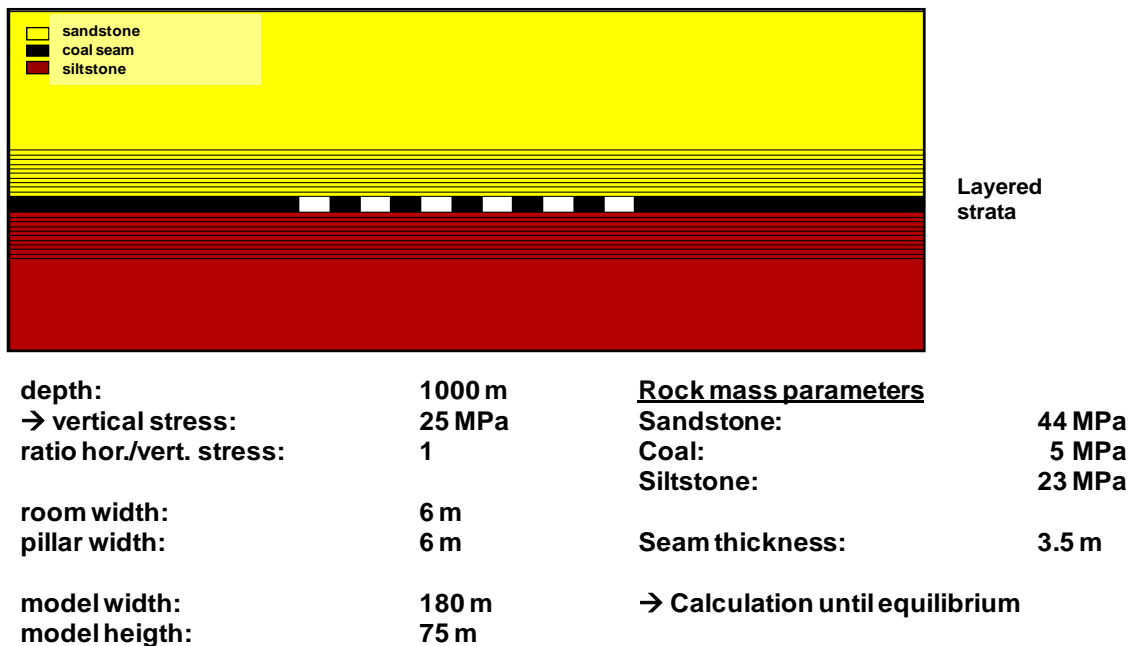 sandstone
coal seam
siltstone
Layered
strata
depth: 1000 m Rock mass parameters
→ vertical stress: 25 MPa Sandstone: 44 MPa
ratio hor./vert. stress: 1 Coal: 5 MPa
Siltstone: 23 MPa
room width: 6 m
pillar width: 6 m Seam thickness: 3.5 m
model width: 180 m → Calculation until equilibrium
model heigth: 75 m